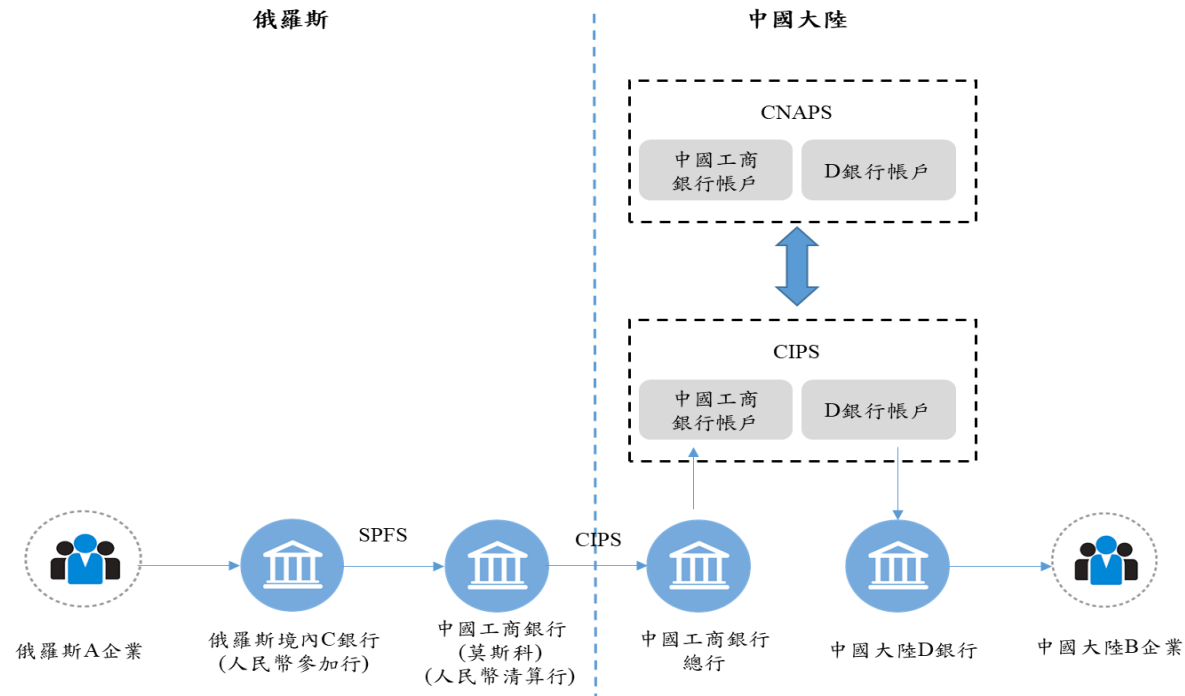 俄羅斯
中國大陸
CNAPS
中國工商
銀行帳戶
D銀行帳戶
CIPS
中國工商
銀行帳戶
D銀行帳戶
SPFS
CIPS
俄羅斯A企業
俄羅斯境內C銀行
(人民幣參加行)
中國工商銀行
(莫斯科)
(人民幣清算行)
中國工商銀行
總行
中國大陸D銀行
中國大陸B企業